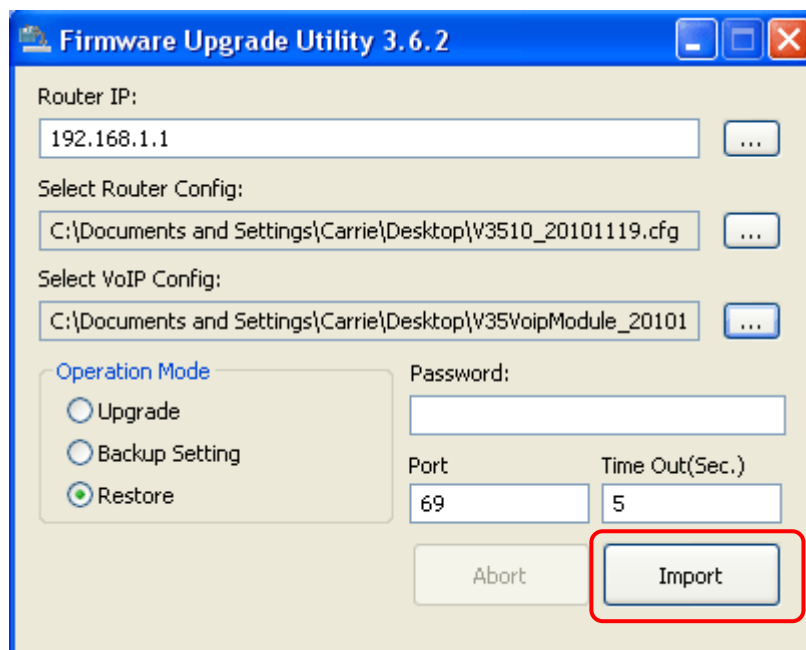 Firmware Upgrade Utility 3.6.2
Router IP:
192.168.1.1
...
Select Router Config:
C:\Documents and Settings\Carrie\Desktop\V3510_20101119.cfg
...
Select VoIP Config:
C:\Documents and Settings\Carrie\Desktop\V35VoipModule_20101
...
Operation Mode
Upgrade
Backup Setting
Restore
Password:
Port
Time Out(Sec.)
69
5
Abort
Import